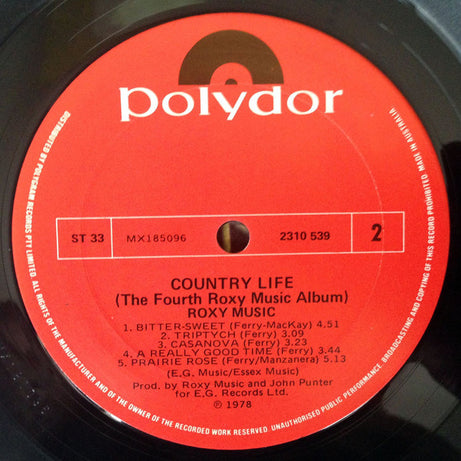 polydor
ST 33
MX185096
2310 539
2
COUNTRY LIFE
(The Fourth Roxy Music Album)
ROXY MUSIC
1. BITTER-SWEET (Ferry-MacKay) 4.51
2. TRIPTYCH (Ferry) 3.09
3. CASANOVA (Ferry) 3.23
4. A REALLY GOOD TIME (Ferry) 3.44
5. PRAIRIE ROSE (Ferry/Manzanera) 5.13
(E.G. Music/Essex Music)
Prod. by Roxy Music and John Punter
for E.G. Records Ltd.
℗ 1978
DISTRIBUTED BY POLYGRAM RECORDS PTY LIMITED. ALL RIGHTS OF THE MANUFACTURER AND OF THE OWNER OF THE RECORDED WORK RESERVED. UNAUTHORISED PUBLIC PERFORMANCE, BROADCASTING AND COPYING OF THIS RECORD PROHIBITED. MADE IN AUSTRALIA